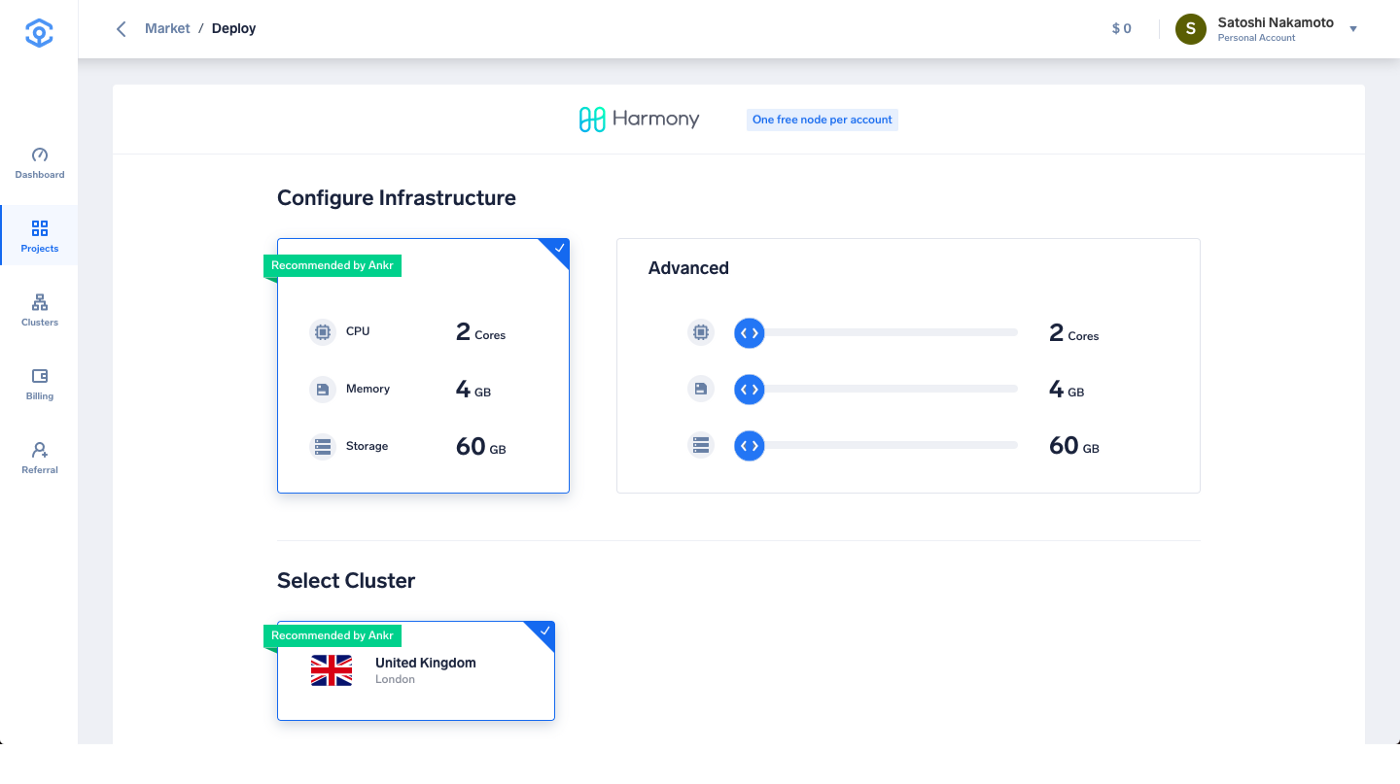 Market / Deploy
$ 0
S
Satoshi Nakamoto
Personal Account
Dashboard
Projects
Clusters
Billing
Referral
Harmony
One free node per account
Configure Infrastructure
Recommended by Ankr
CPU 2 Cores
Memory 4 GB
Storage 60 GB
Advanced
2 Cores
4 GB
60 GB
Select Cluster
Recommended by Ankr
United Kingdom
London